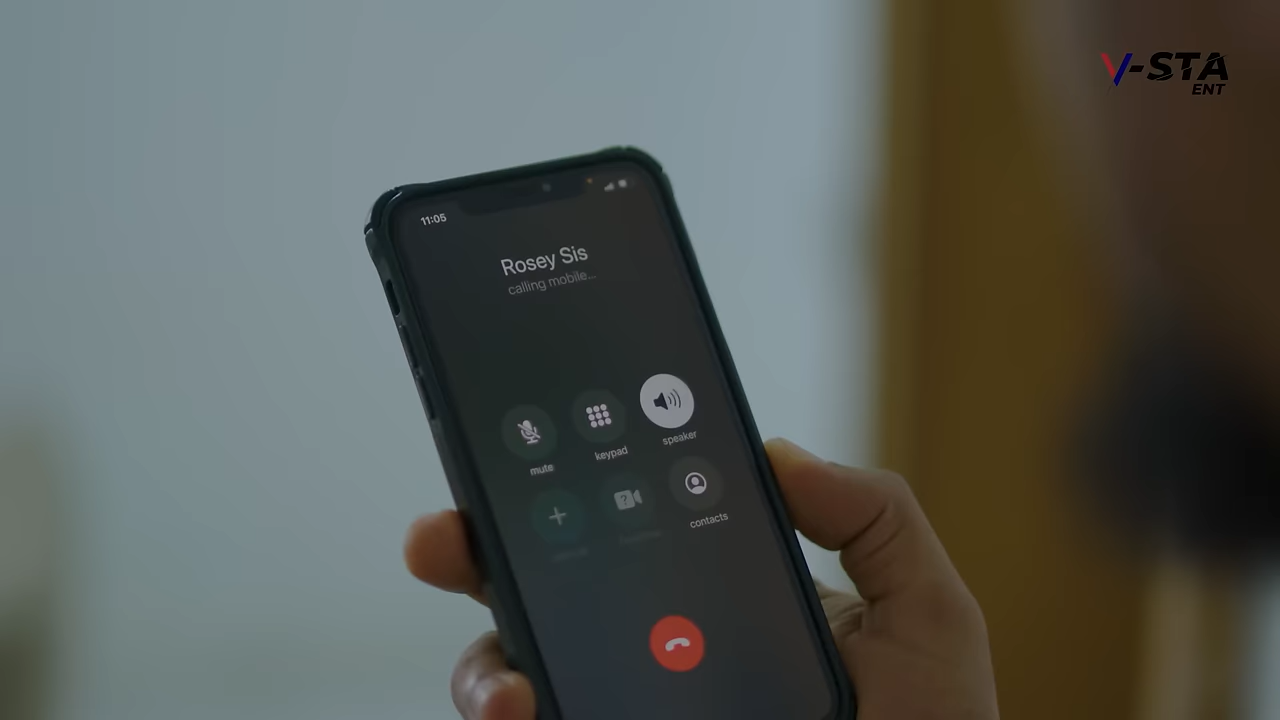 V-STA
ENT
11:05
Rosey Sis
calling mobile...
mute
keypad
speaker
contacts